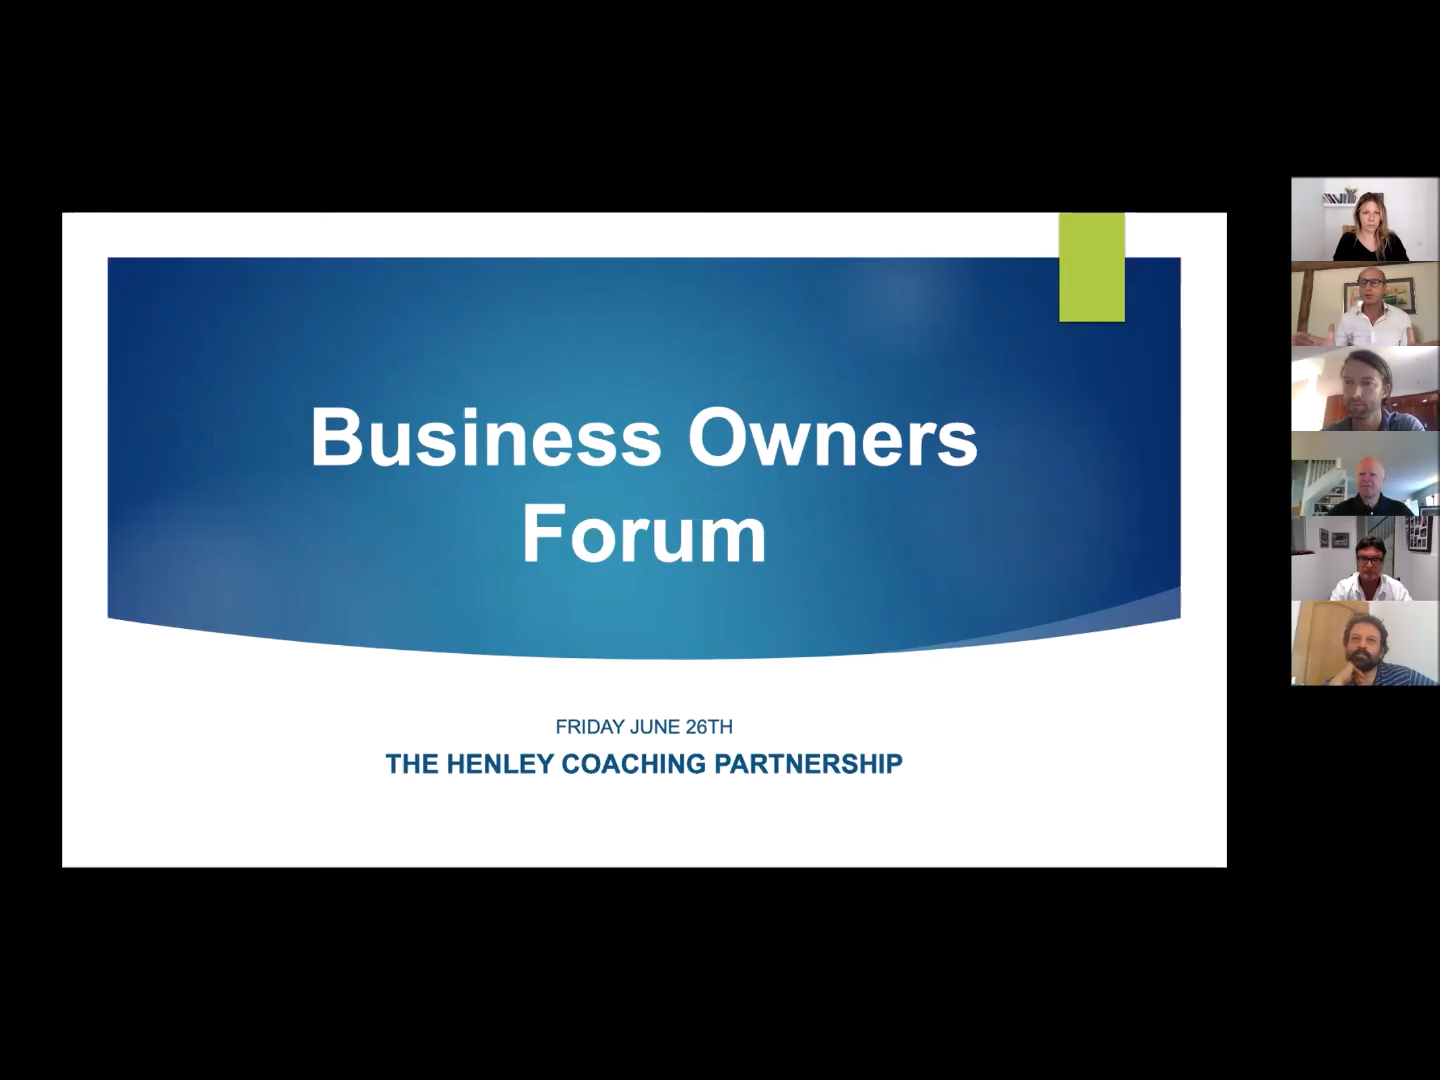 Business Owners
Forum
FRIDAY JUNE 26TH
THE HENLEY COACHING PARTNERSHIP